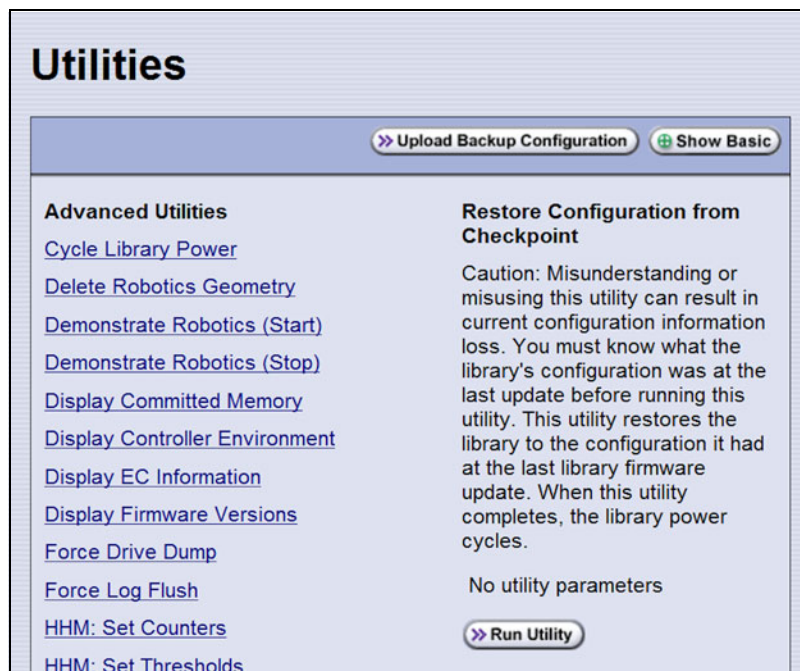 Utilities
Upload Backup Configuration
Show Basic
Advanced Utilities
Cycle Library Power
Delete Robotics Geometry
Demonstrate Robotics (Start)
Demonstrate Robotics (Stop)
Display Committed Memory
Display Controller Environment
Display EC Information
Display Firmware Versions
Force Drive Dump
Force Log Flush
HHM: Set Counters
HHM: Set Thresholds
Restore Configuration from
Checkpoint
Caution: Misunderstanding or
misusing this utility can result in
current configuration information
loss. You must know what the
library's configuration was at the
last update before running this
utility. This utility restores the
library to the configuration it had
at the last library firmware
update. When this utility
completes, the library power
cycles.
No utility parameters
Run Utility